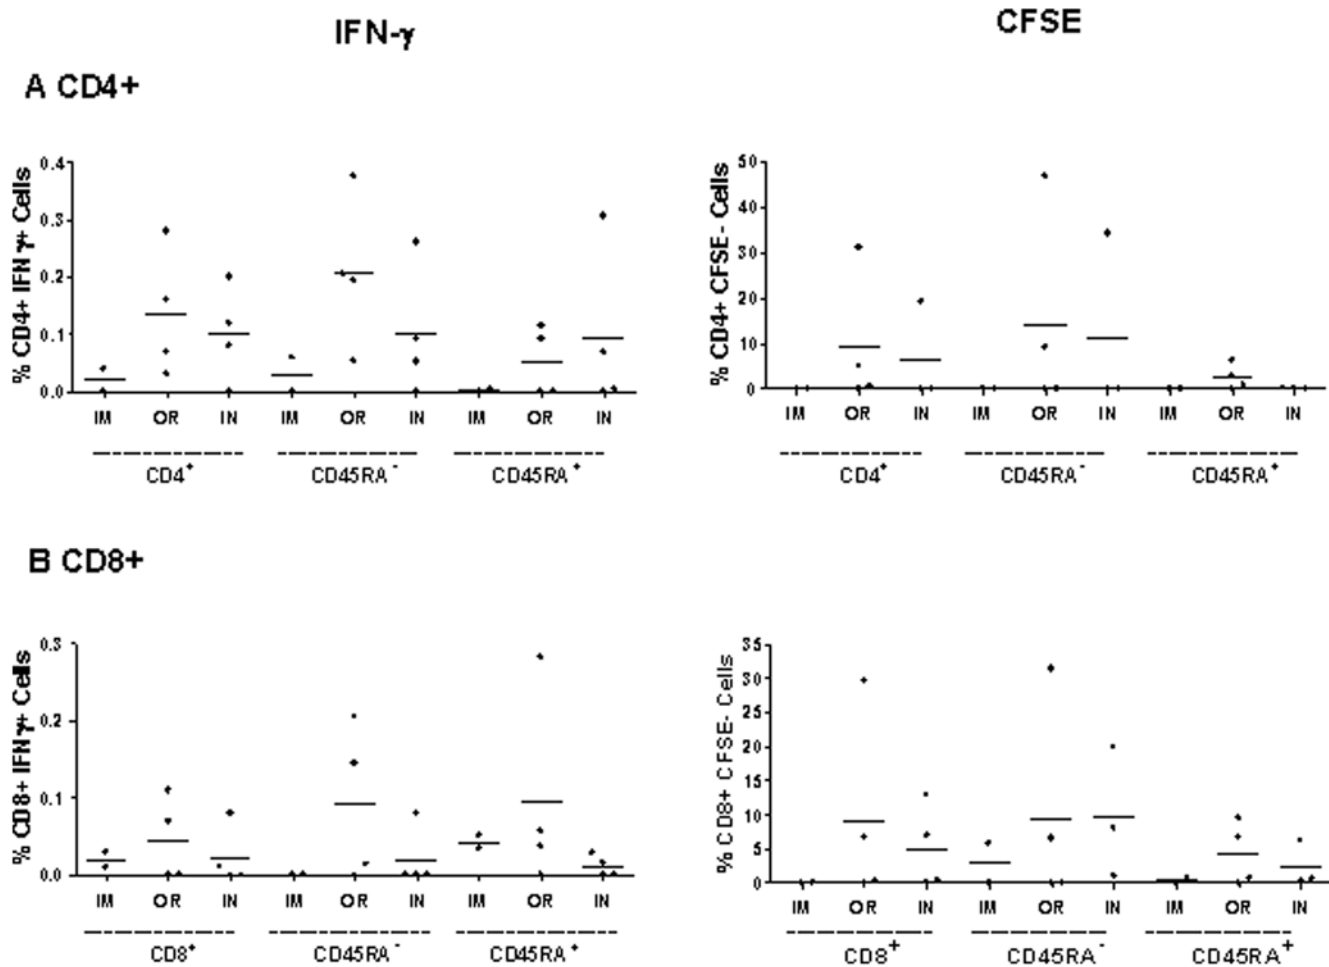 IFN-γ
CFSE
A CD4+
% CD4+ IFN γ+ Cells
0.4
0.3
0.2
0.1
0.0
IM OR IN IM OR IN IM OR IN
CD4+ CD45RA- CD45RA+
% CD4+ CFSE- Cells
50
40
30
20
10
0
IM OR IN IM OR IN IM OR IN
CD4+ CD45RA- CD45RA+
B CD8+
% CD8+ IFN γ+ Cells
0.3
0.2
0.1
0.0
IM OR IN IM OR IN IM OR IN
CD8+ CD45RA- CD45RA+
% CD8+ CFSE- Cells
35
30
25
20
15
10
5
0
IM OR IN IM OR IN IM OR IN
CD8+ CD45RA- CD45RA+